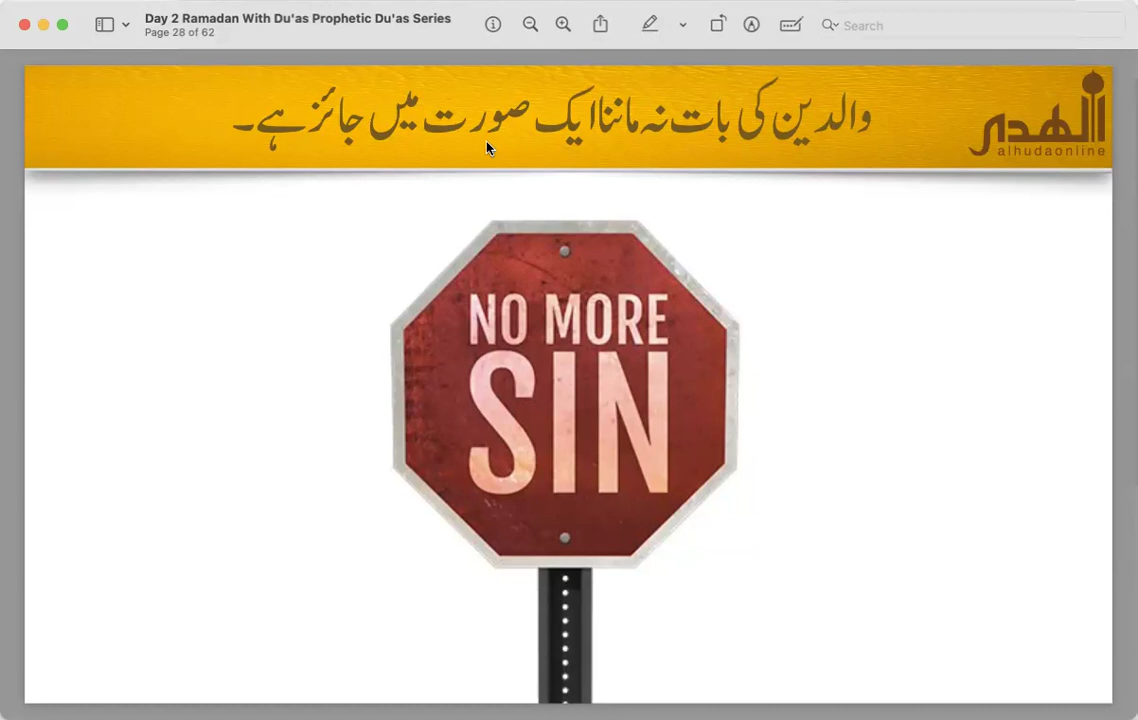 Day 2 Ramadan With Du'as Prophetic Du'as Series
Page 28 of 62
Search
والدین کی بات نہ ماننا ایک صورت میں جائز ہے۔
الهدى
alhudaonline
NO MORE
SIN